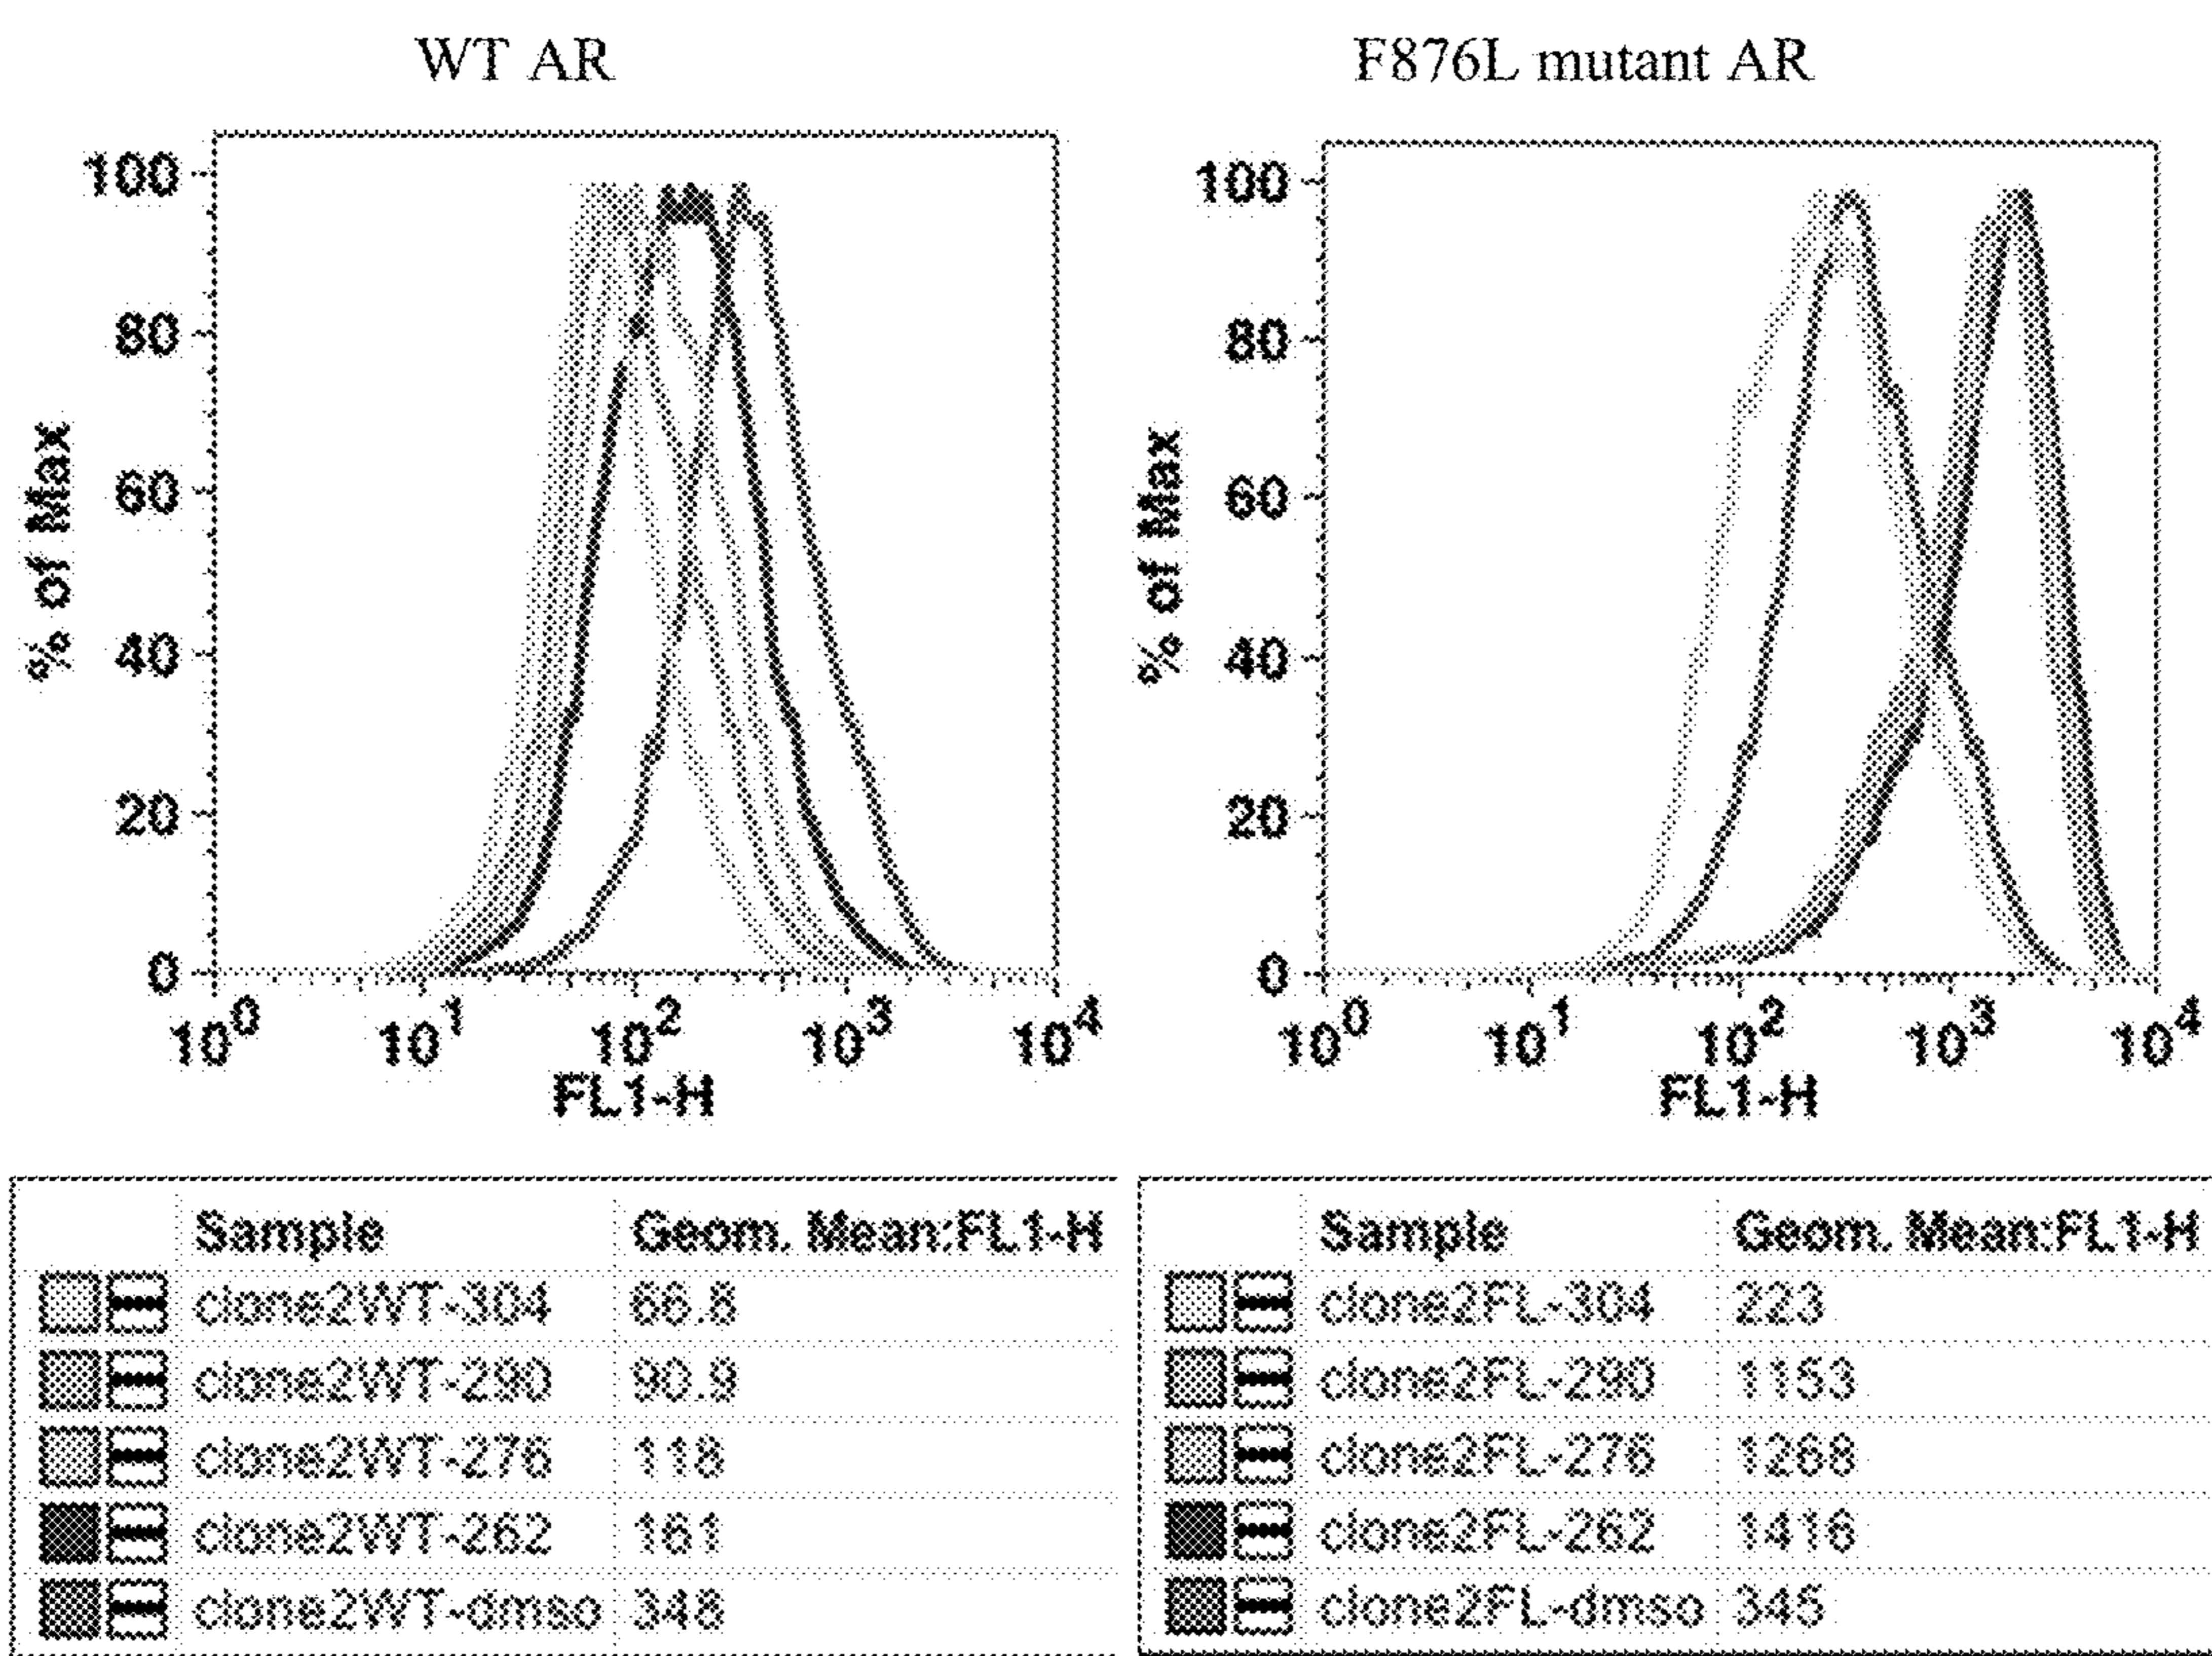 WT AR
F876L mutant AR
100
80
60
40
20
0
% of Max
10^0 10^1 10^2 10^3 10^4
FL1-H
100
80
60
40
20
0
% of Max
10^0 10^1 10^2 10^3 10^4
FL1-H
Sample Geom. Mean:FL1-H
clone2WT-304 66.8
clone2WT-290 90.9
clone2WT-276 118
clone2WT-262 161
clone2WT-dmso 348
Sample Geom. Mean:FL1-H
clone2FL-304 223
clone2FL-290 1153
clone2FL-276 1268
clone2FL-262 1416
clone2FL-dmso 345